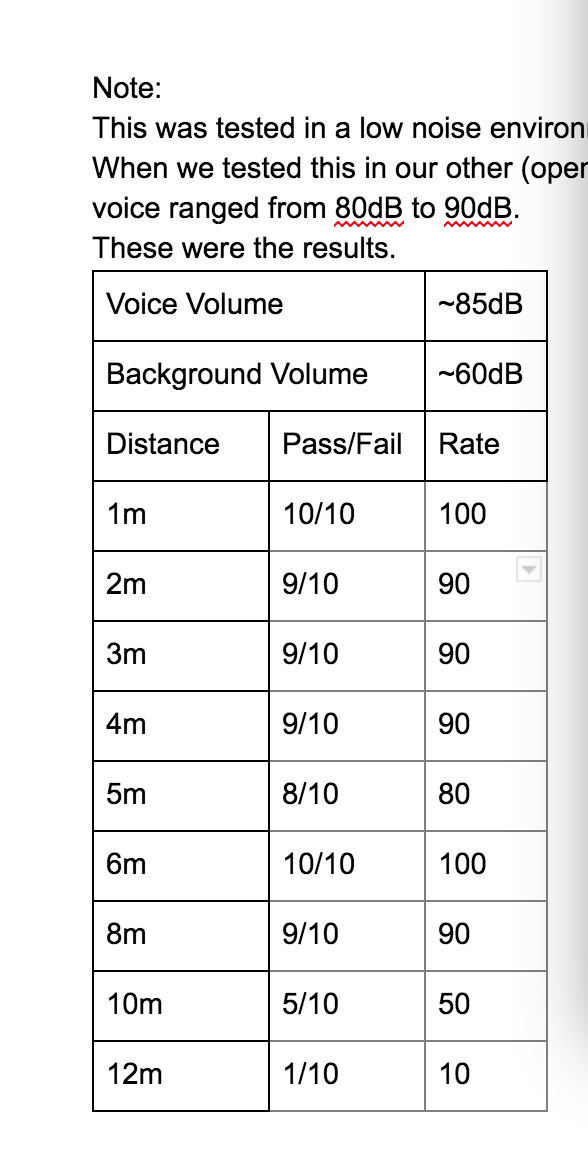 Note:
This was tested in a low noise environ
When we tested this in our other (open
voice ranged from 80dB to 90dB.
These were the results.
Voice Volume ~85dB
Background Volume ~60dB
Distance Pass/Fail Rate
1m 10/10 100
2m 9/10 90
3m 9/10 90
4m 9/10 90
5m 8/10 80
6m 10/10 100
8m 9/10 90
10m 5/10 50
12m 1/10 10